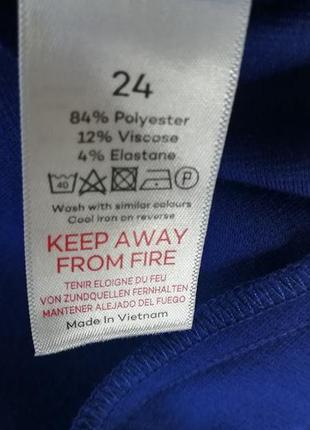 24
84% Polyester
12% Viscose
4% Elastane
40 P
Wash with similar colours
Cool iron on reverse
KEEP AWAY
FROM FIRE
TENIR ELOIGNE DU FEU
VON ZUNDQUELLEN FERNHALTEN
MANTENER ALEJADO DEL FUEGO
Made In Vietnam